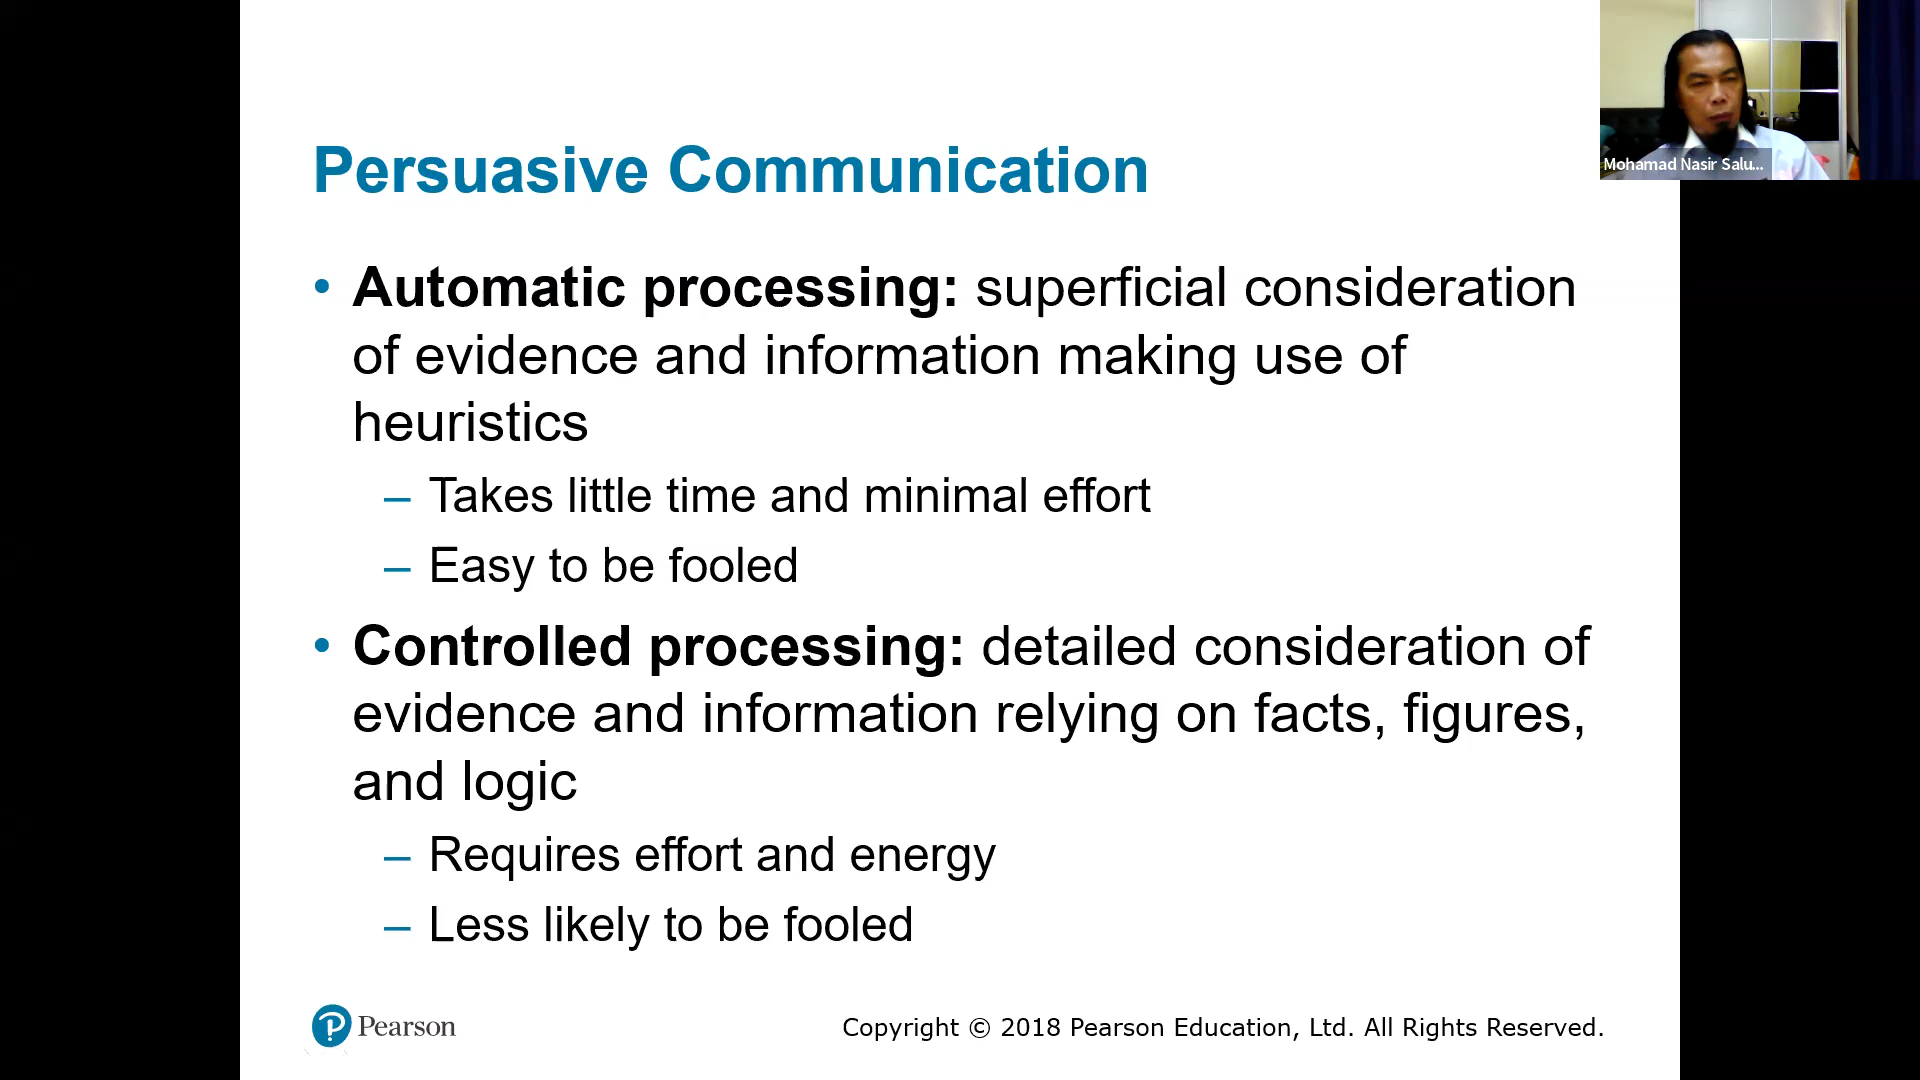 Mohamad Nasir Salu...
Persuasive Communication
• Automatic processing: superficial consideration
of evidence and information making use of
heuristics
– Takes little time and minimal effort
– Easy to be fooled
• Controlled processing: detailed consideration of
evidence and information relying on facts, figures,
and logic
– Requires effort and energy
– Less likely to be fooled
Pearson
Copyright © 2018 Pearson Education, Ltd. All Rights Reserved.